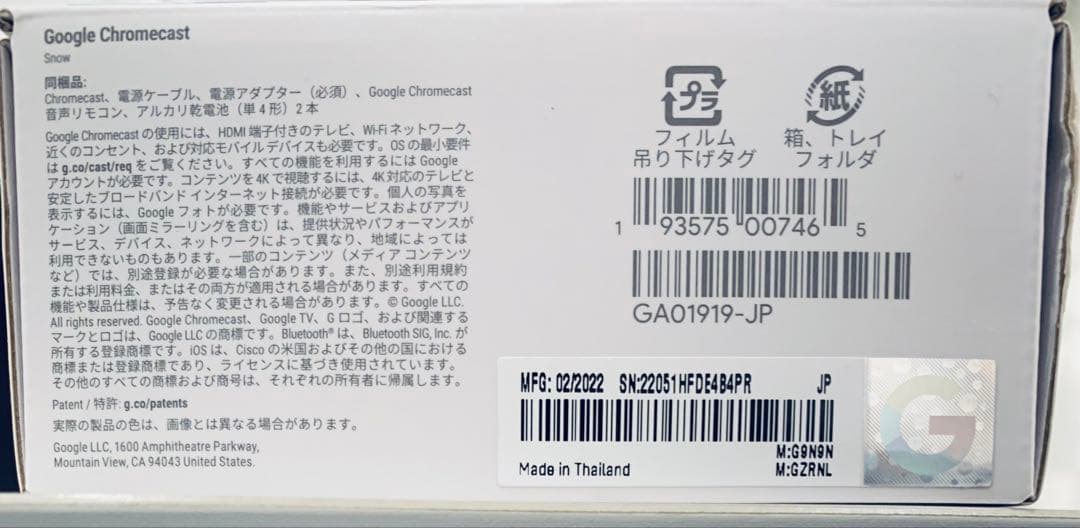 Google Chromecast
Snow
同梱品:
Chromecast、電源ケーブル、電源アダプター（必須）、Google Chromecast
音声リモコン、アルカリ乾電池（単4形）2本
Google Chromecast の使用には、HDMI 端子付きのテレビ、Wi-Fi ネットワーク、
近くのコンセント、および対応モバイルデバイスも必要です。OSの最小要件
は g.co/cast/req をご覧ください。すべての機能を利用するには Google
アカウントが必要です。コンテンツを4Kで視聴するには、4K対応のテレビと
安定したブロードバンド インターネット接続が必要です。個人の写真を
表示するには、Google フォトが必要です。機能やサービスおよびアプリ
ケーション（画面ミラーリングを含む）は、提供状況やパフォーマンスが
サービス、デバイス、ネットワークによって異なり、地域によっては
利用できないものもあります。一部のコンテンツ（メディア コンテンツ
など）では、別途登録が必要な場合があります。また、別途利用規約
または利用料金、またはその両方が適用される場合があります。すべての
機能や製品仕様は、予告なく変更される場合があります。© Google LLC.
All rights reserved. Google Chromecast、Google TV、G ロゴ、および関連する
マークとロゴは、Google LLC の商標です。Bluetooth® は、Bluetooth SIG, Inc. が
所有する登録商標です。iOS は、Cisco の米国およびその他の国における
商標または登録商標であり、ライセンスに基づき使用されています。
その他のすべての商標および商号は、それぞれの所有者に帰属します。
Patent / 特許: g.co/patents
実際の製品の色は、画像とは異なる場合があります。
Google LLC, 1600 Amphitheatre Parkway,
Mountain View, CA 94043 United States.
プラ
フィルム
吊り下げタグ
紙
箱、トレイ
フォルダ
1 93575 00746 5
GA01919-JP
MFG: 02/2022 SN:22051HFDE4B4PR JP
M:G9N9N
Made in Thailand M:GZRNL
G